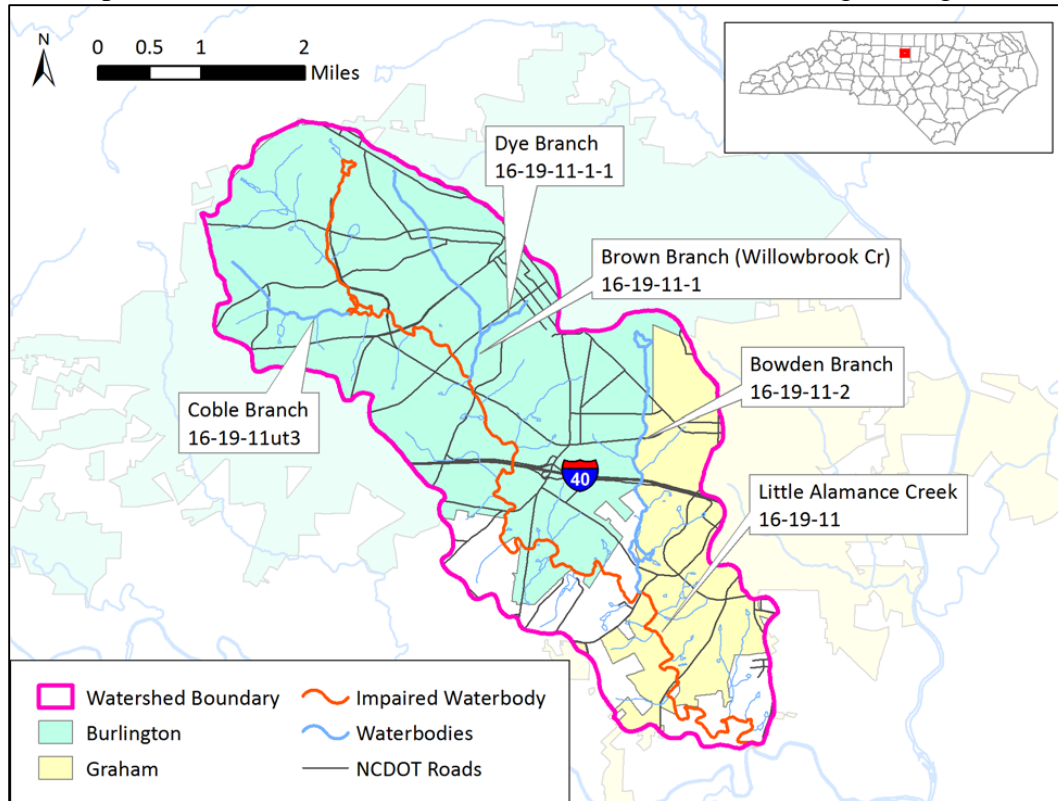 N
0 0.5 1 2
Miles
Dye Branch
16-19-11-1-1
Brown Branch (Willowbrook Cr)
16-19-11-1
Bowden Branch
16-19-11-2
Coble Branch
16-19-11ut3
40
Little Alamance Creek
16-19-11
Watershed Boundary
Impaired Waterbody
Burlington
Waterbodies
Graham
NCDOT Roads